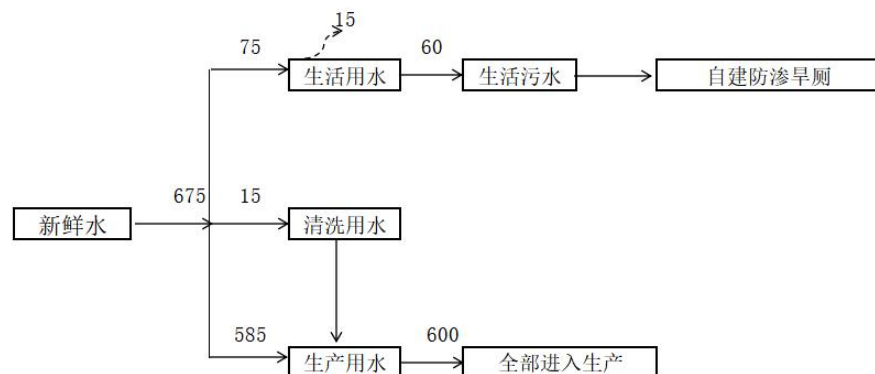 15
75
60
生活用水
生活污水
自建防渗旱厕
675
15
新鲜水
清洗用水
585
600
生产用水
全部进入生产